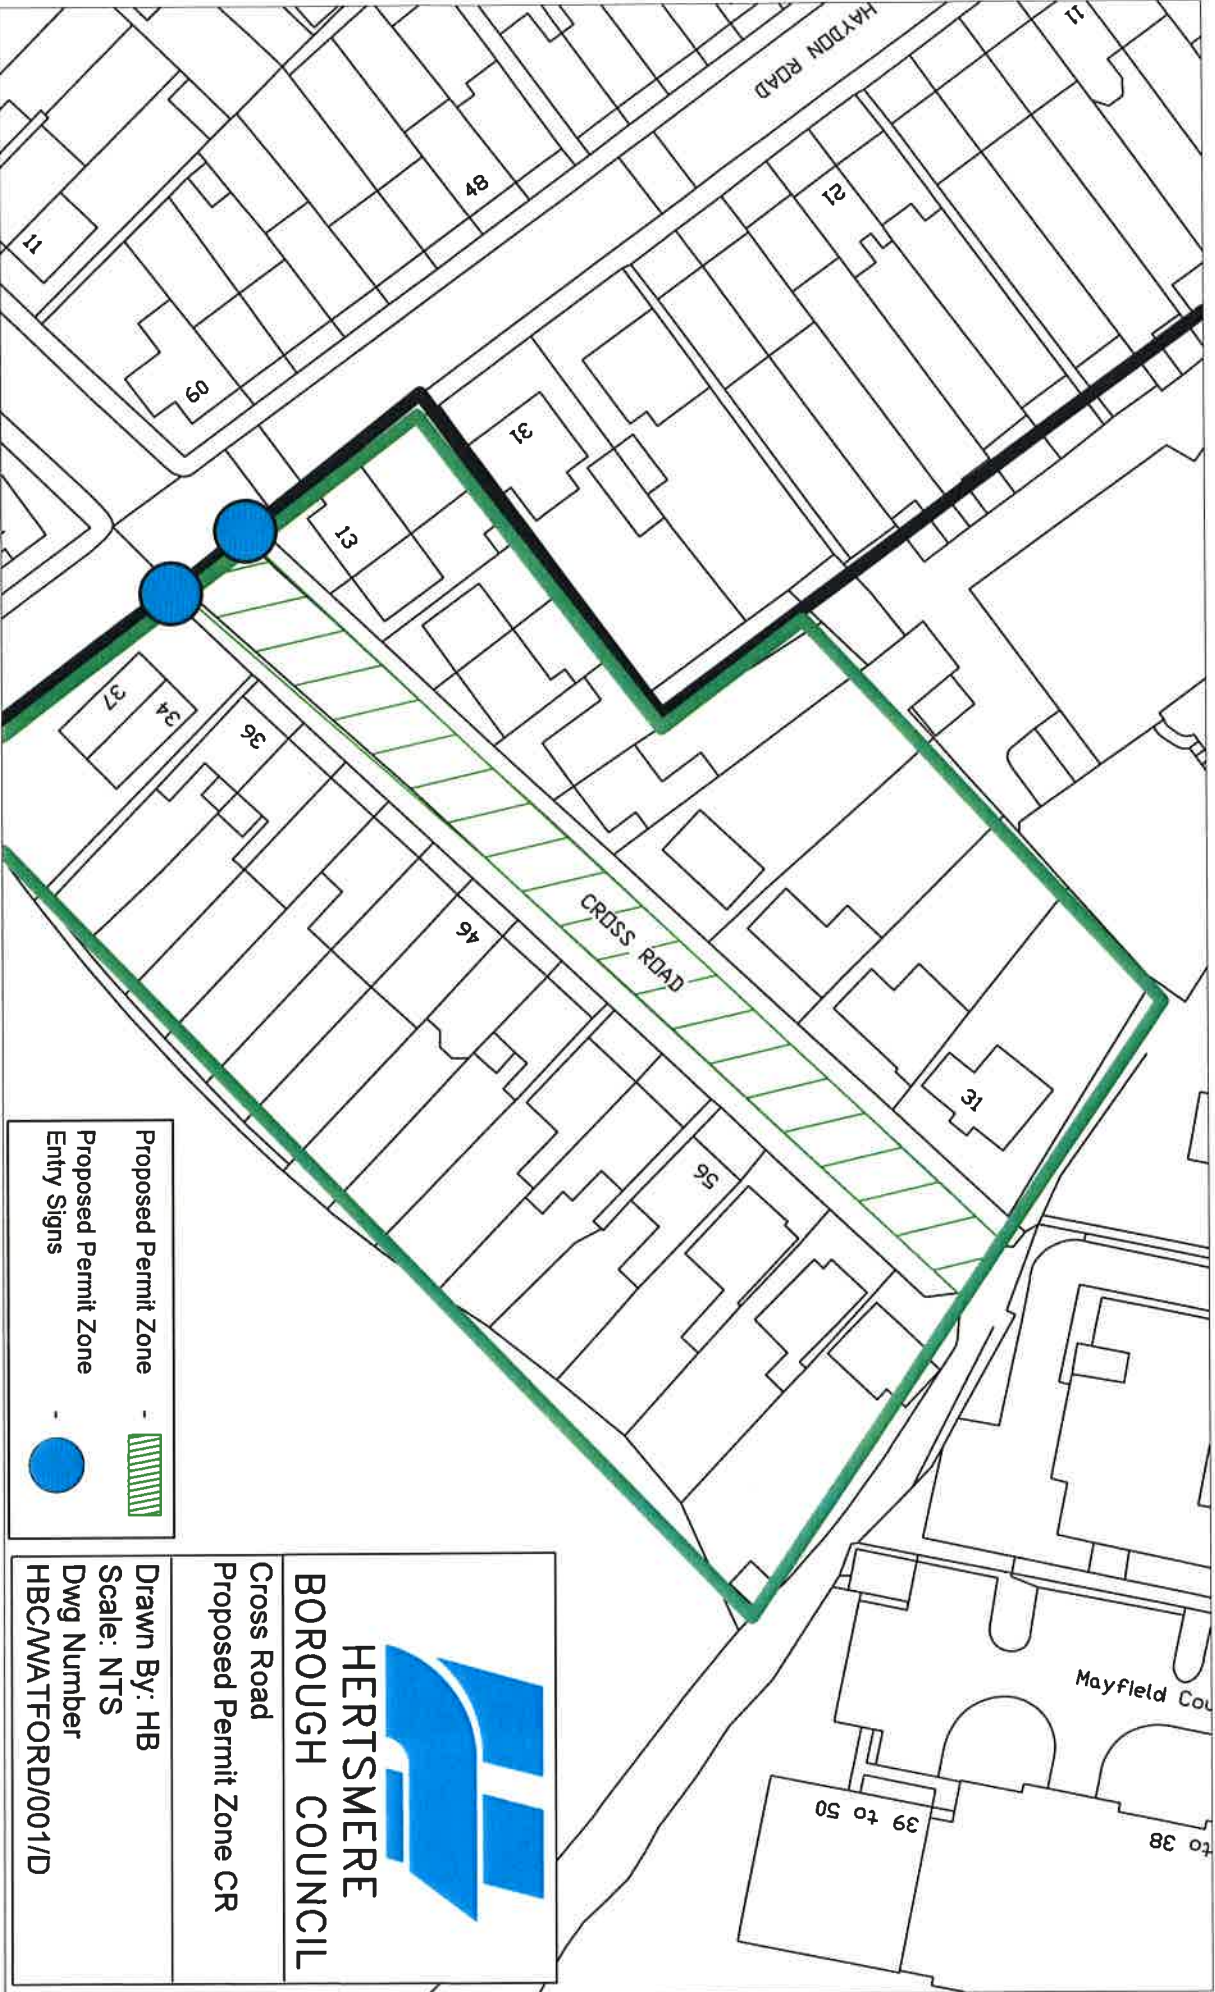 HAYDON ROAD
11
21
48
11
60
31
13
37
34
36
46
CROSS ROAD
56
31
Mayfield Cou
39 to 50
to 38
Proposed Permit Zone -
Proposed Permit Zone
Entry Signs -
HERTSMERE
BOROUGH COUNCIL
Cross Road
Proposed Permit Zone CR
Drawn By: HB
Scale: NTS
Dwg Number
HBC/WATFORD/001/D